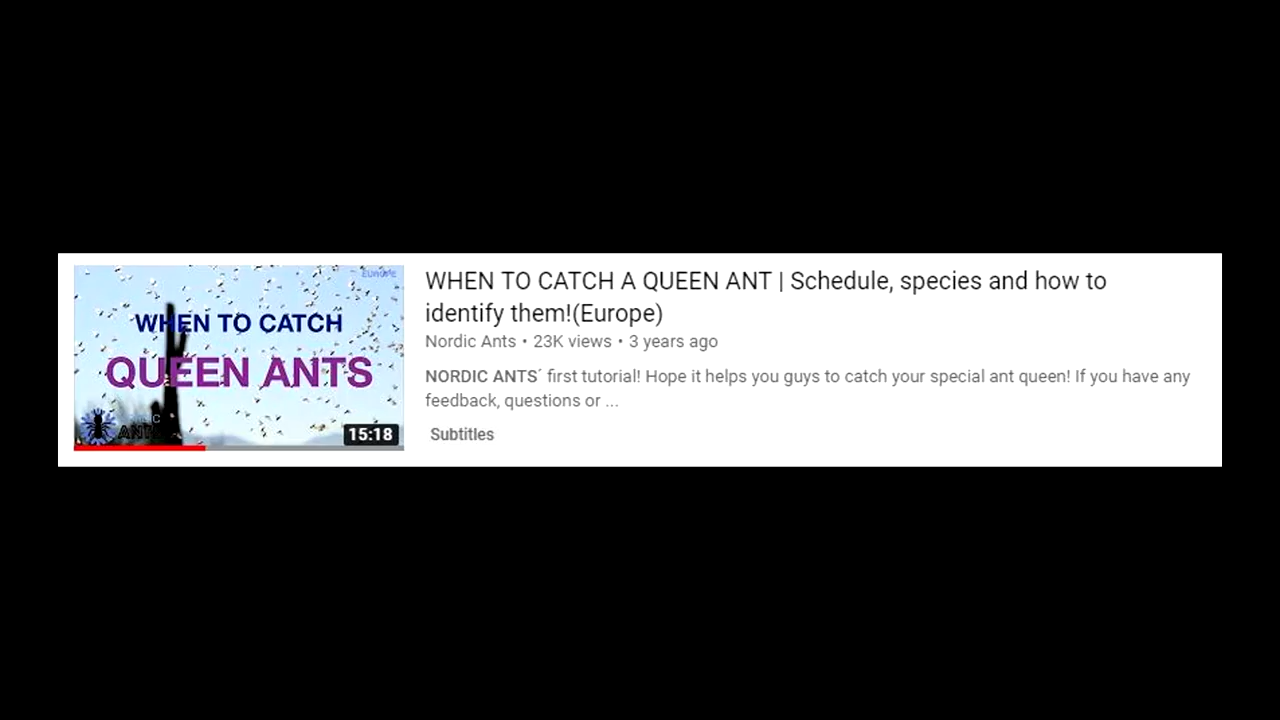 EUROPE
WHEN TO CATCH
QUEEN ANTS
15:18
WHEN TO CATCH A QUEEN ANT | Schedule, species and how to
identify them!(Europe)
Nordic Ants • 23K views • 3 years ago
NORDIC ANTS´ first tutorial! Hope it helps you guys to catch your special ant queen! If you have any
feedback, questions or ...
Subtitles